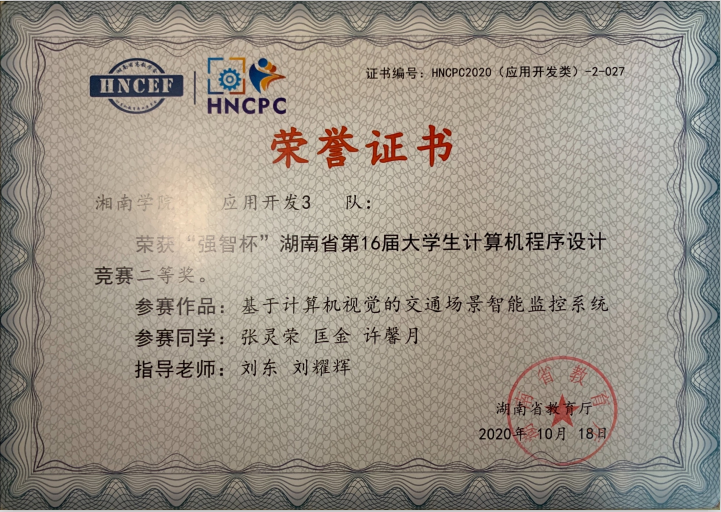 HNCEF
HNCPC
证书编号：HNCPC2020（应用开发类）-2-027
荣誉证书
湘南学院 应用开发3 队：
荣获“强智杯”湖南省第16届大学生计算机程序设计
竞赛二等奖。
参赛作品：基于计算机视觉的交通场景智能监控系统
参赛同学：张灵荣 匡金 许馨月
指导老师：刘东 刘耀辉
湖南省教育厅
2020年 10月 18日